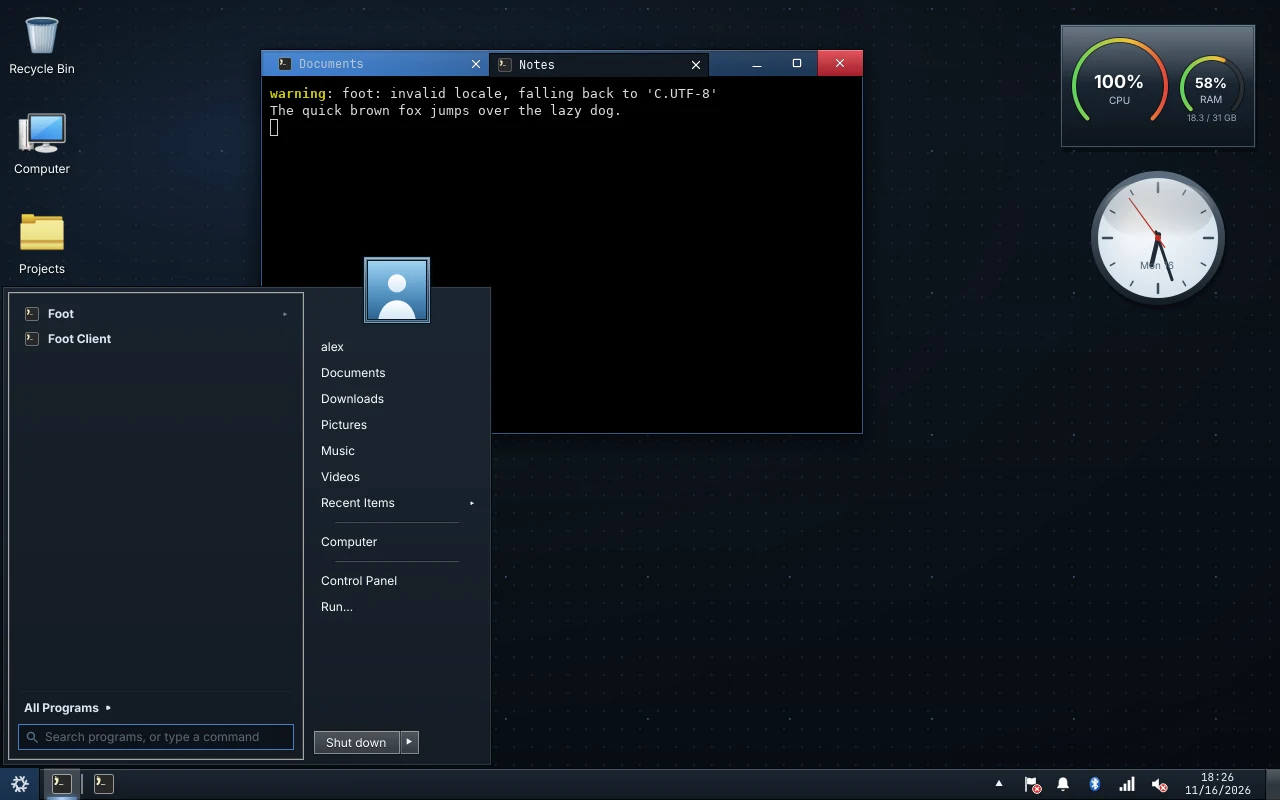 Recycle Bin
Computer
Projects
Documents
Notes
warning: foot: invalid locale, falling back to 'C.UTF-8'
The quick brown fox jumps over the lazy dog.
100%
CPU
58%
RAM
18.3 / 31 GB
Foot
Foot Client
All Programs
Search programs, or type a command
alex
Documents
Downloads
Pictures
Music
Videos
Recent Items
Computer
Control Panel
Run...
Shut down
18:26
11/16/2026